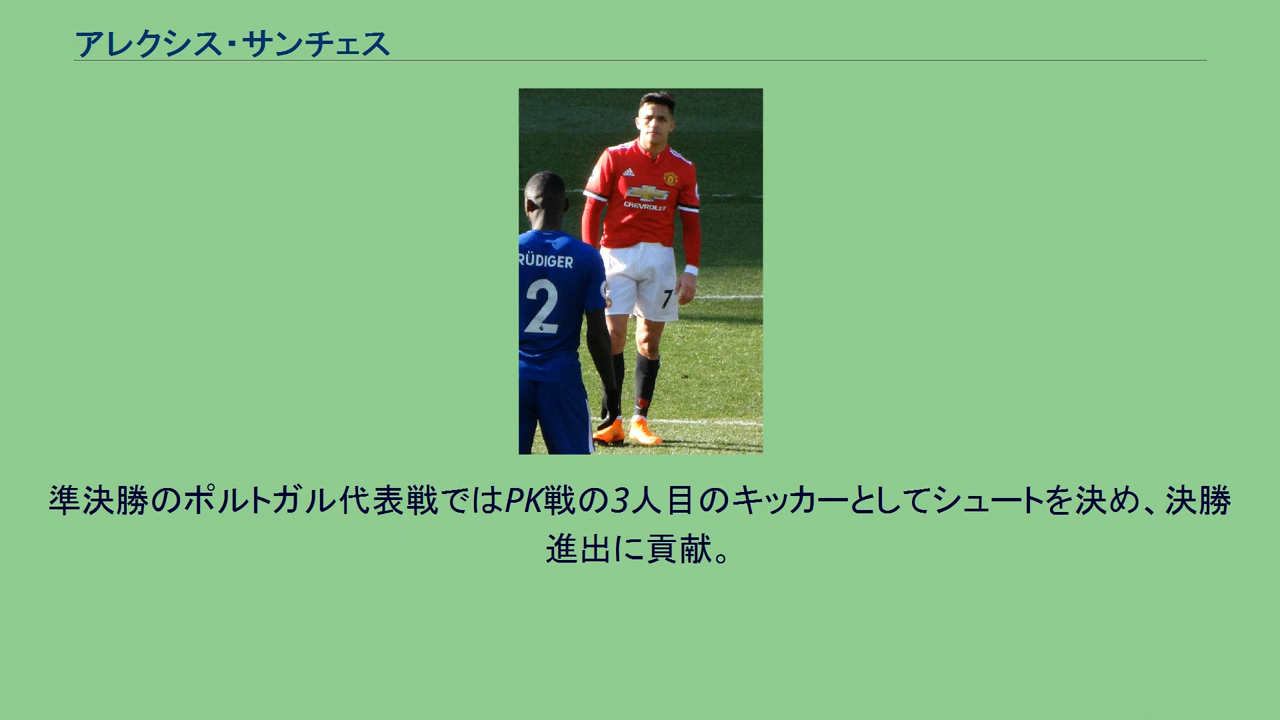 アレクシス・サンチェス
CHEVROLET
7
RÜDIGER
2
準決勝のポルトガル代表戦ではPK戦の3人目のキッカーとしてシュートを決め、決勝
進出に貢献。